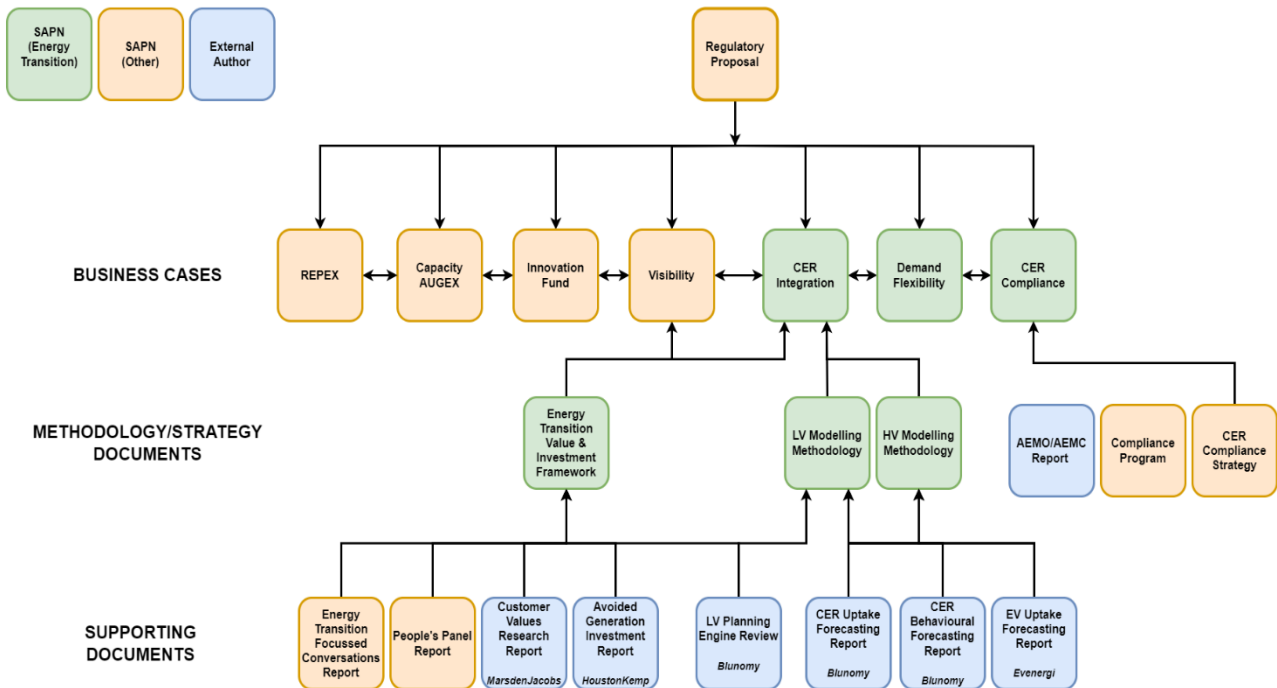 SAPN
(Energy
Transition)
SAPN
(Other)
External
Author
Regulatory
Proposal
BUSINESS CASES
REPEX
Capacity
AUGEX
Innovation
Fund
Visibility
CER
Integration
Demand
Flexibility
CER
Compliance
METHODOLOGY/STRATEGY
DOCUMENTS
Energy
Transition
Value &
Investment
Framework
LV Modelling
Methodology
HV Modelling
Methodology
AEMO/AEMC
Report
Compliance
Program
CER
Compliance
Strategy
SUPPORTING
DOCUMENTS
Energy
Transition
Focussed
Conversations
Report
People's Panel
Report
Customer
Values
Research
Report
MarsdenJacobs
Avoided
Generation
Investment
Report
HoustonKemp
LV Planning
Engine Review
Blunomy
CER Uptake
Forecasting
Report
Blunomy
CER
Behavioural
Forecasting
Report
Blunomy
EV Uptake
Forecasting
Report
Evenergi